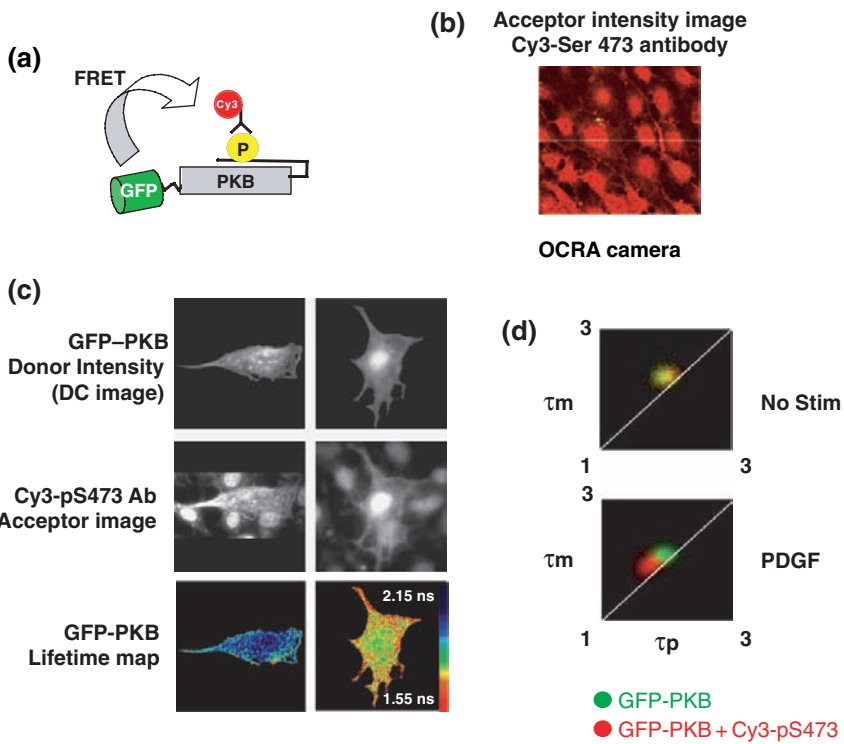 (a)
FRET
Cy3
P
GFP
PKB
(b)
Acceptor intensity image
Cy3-Ser 473 antibody
OCRA camera
(c)
GFP–PKB
Donor Intensity
(DC image)
Cy3-pS473 Ab
Acceptor image
GFP-PKB
Lifetime map
2.15 ns
1.55 ns
(d)
3
τm
No Stim
1
3
3
τm
PDGF
1
τp
3
GFP-PKB
GFP-PKB + Cy3-pS473